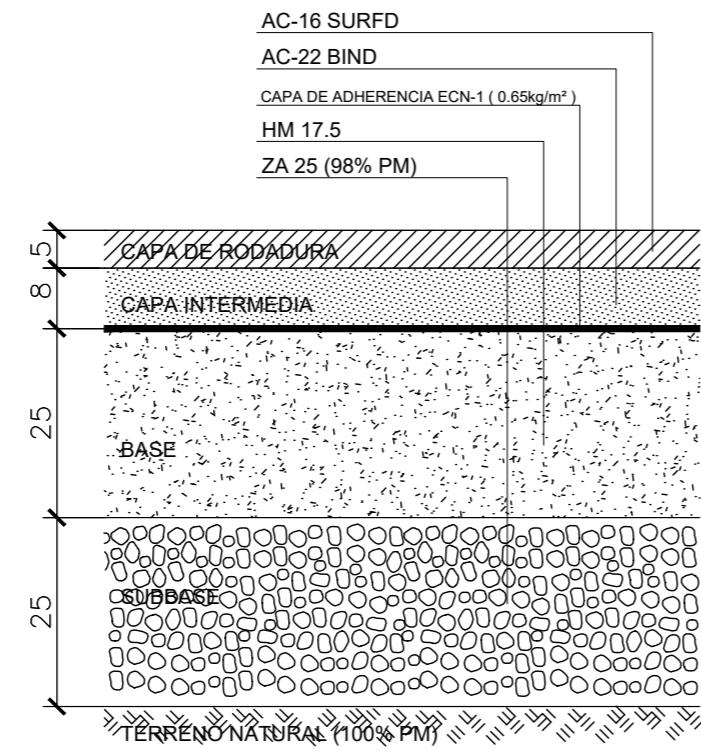 AC-16 SURFD
AC-22 BIND
CAPA DE ADHERENCIA ECN-1 ( 0.65kg/m² )
HM 17.5
ZA 25 (98% PM)
5
CAPA DE RODADURA
8
CAPA INTERMEDIA
25
BASE
25
SUBBASE
TERRENO NATURAL (100% PM)